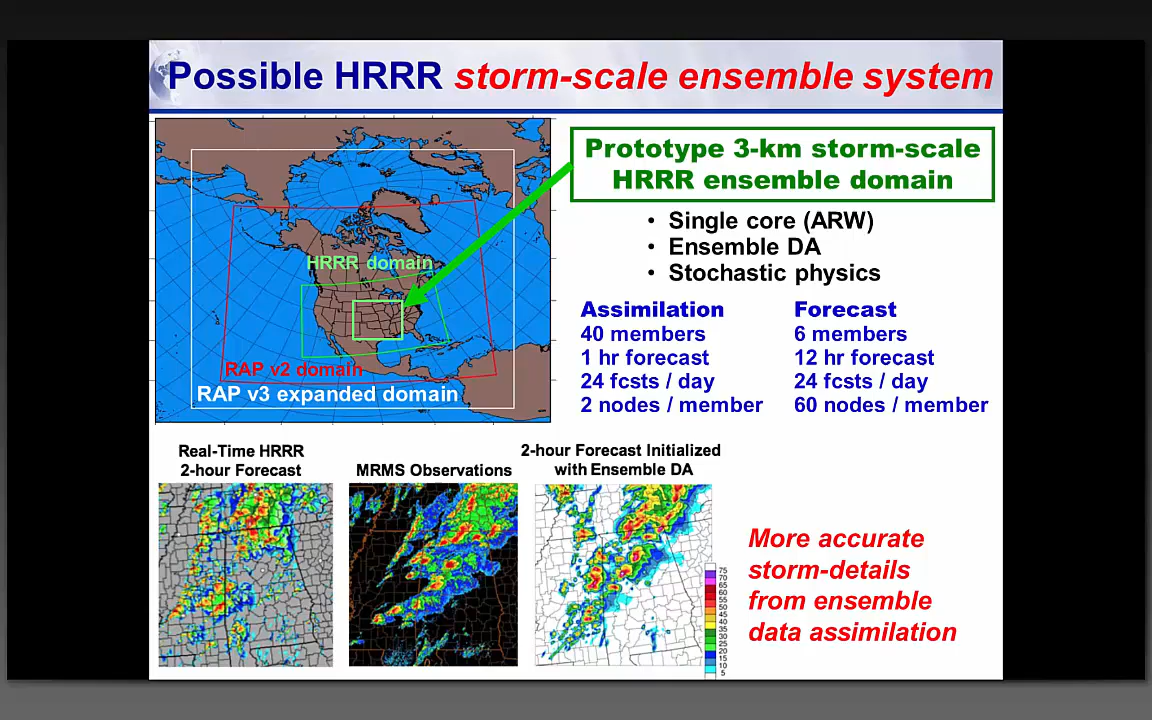 Possible HRRR storm-scale ensemble system
Prototype 3-km storm-scale
HRRR ensemble domain
• Single core (ARW)
• Ensemble DA
• Stochastic physics
HRRR domain
RAP v2 domain
RAP v3 expanded domain
Assimilation
40 members
1 hr forecast
24 fcsts / day
2 nodes / member
Forecast
6 members
12 hr forecast
24 fcsts / day
60 nodes / member
Real-Time HRRR
2-hour Forecast
MRMS Observations
2-hour Forecast Initialized
with Ensemble DA
75
70
65
60
55
50
45
40
35
30
25
20
15
10
5
More accurate
storm-details
from ensemble
data assimilation